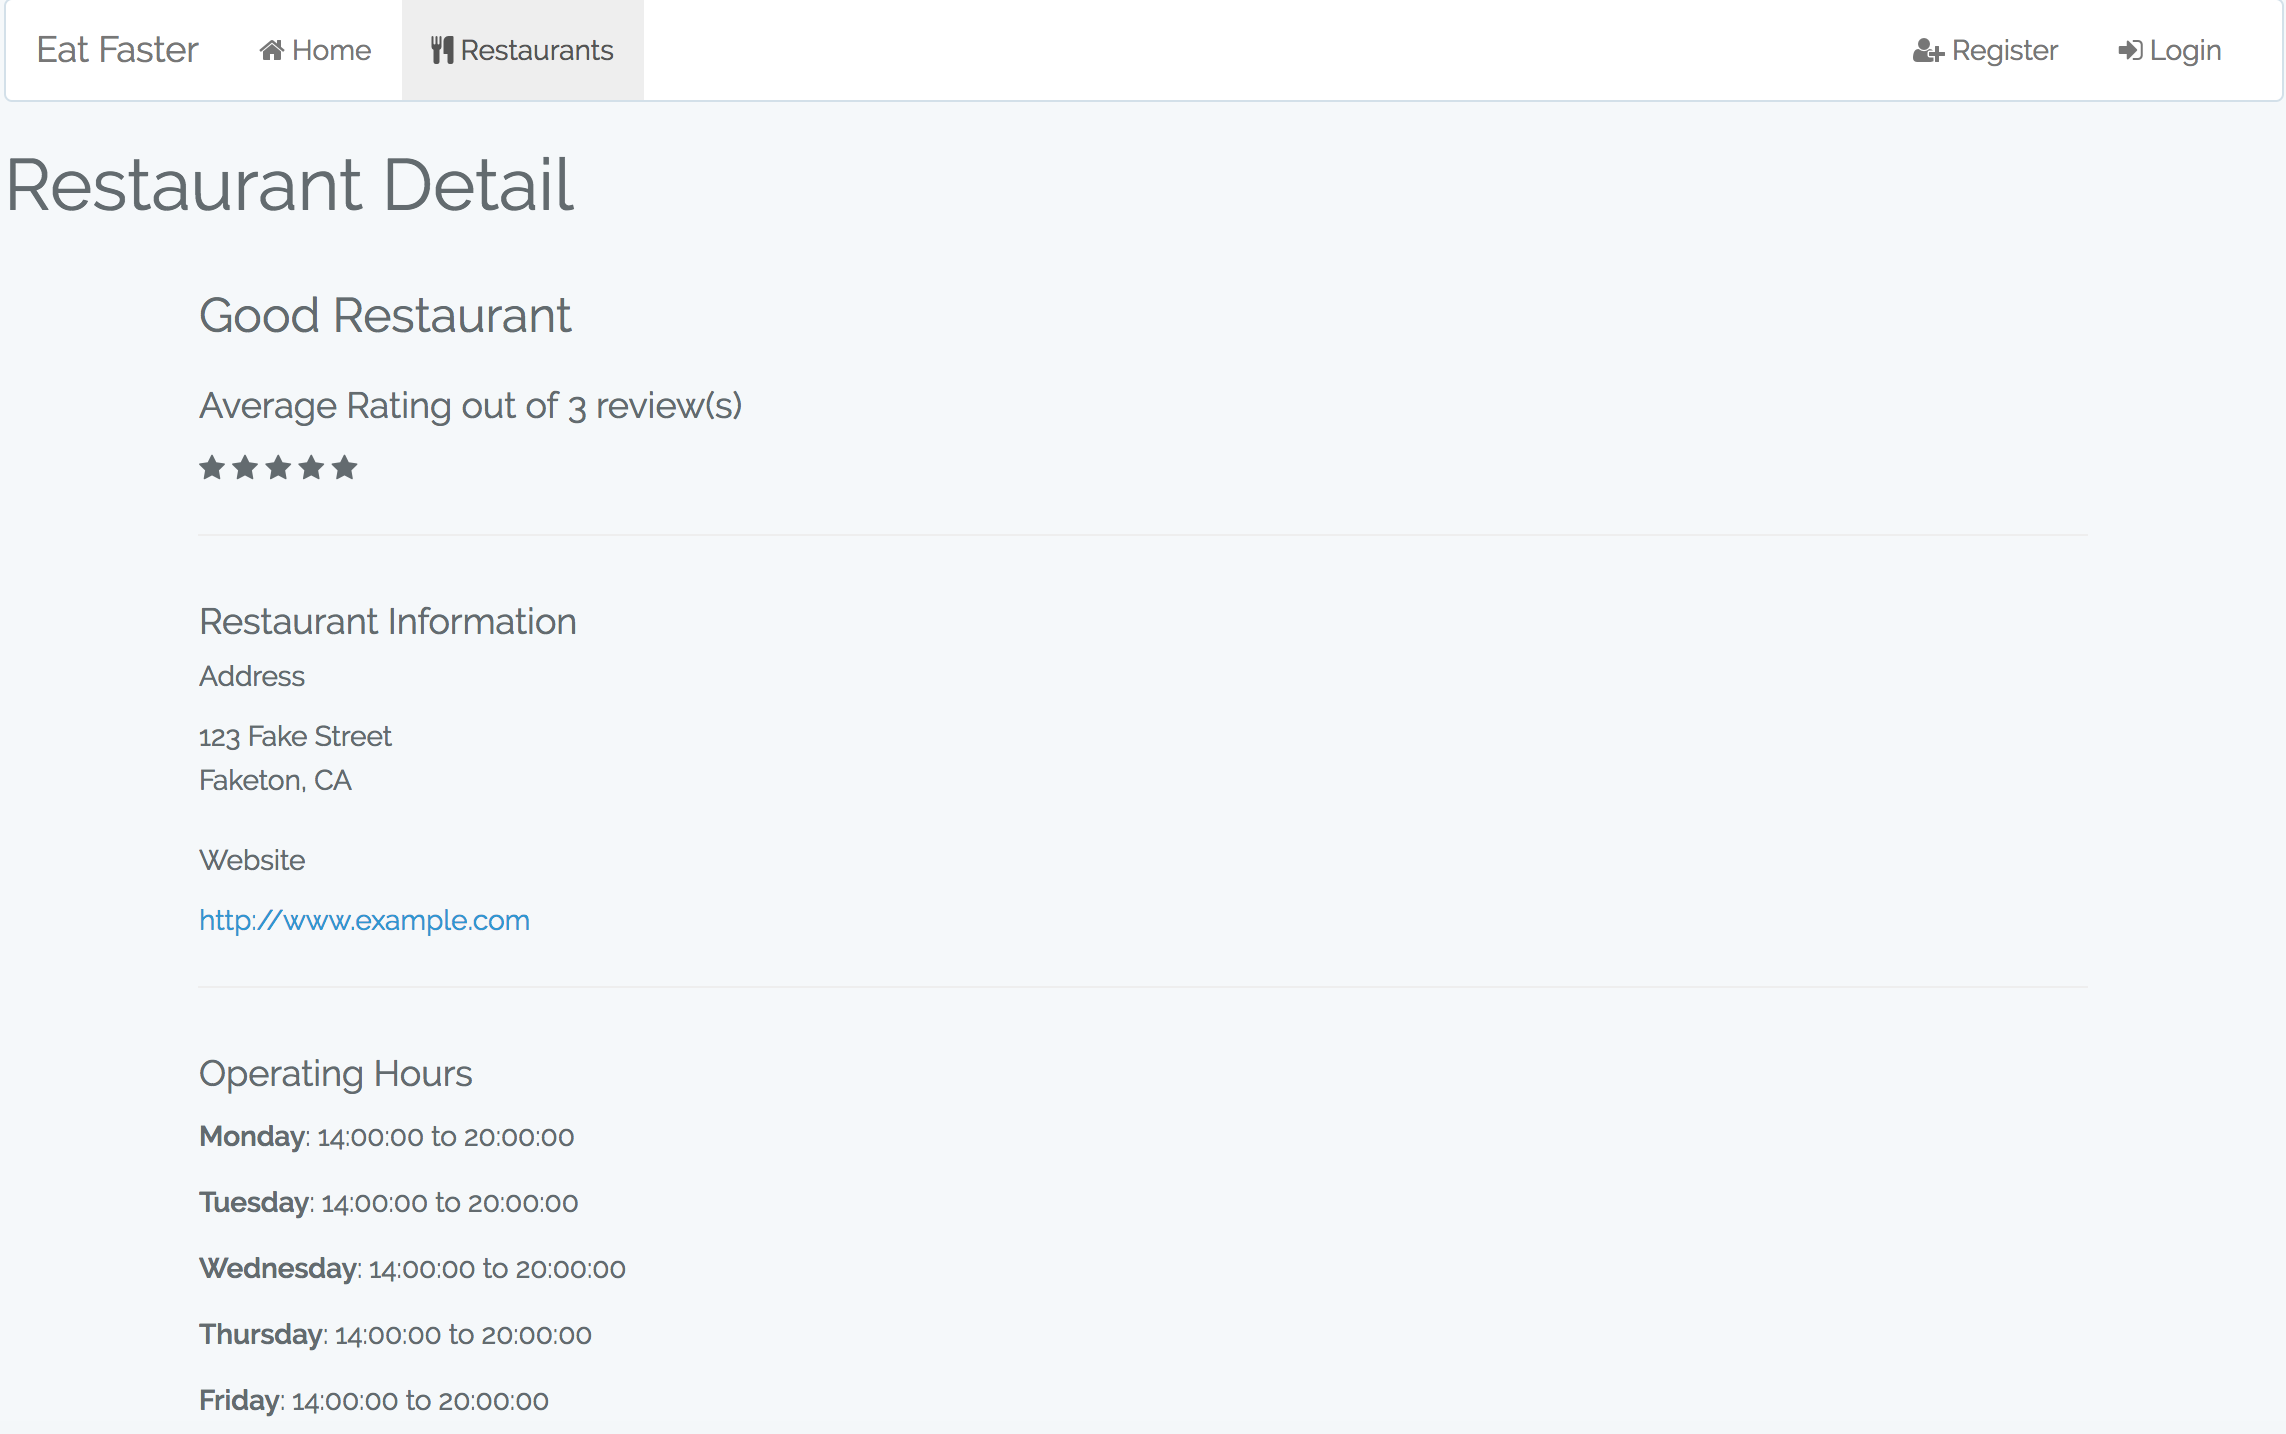 Eat Faster Home Restaurants Register Login
Restaurant Detail
Good Restaurant
Average Rating out of 3 review(s)
Restaurant Information
Address
123 Fake Street
Faketon, CA
Website
http://www.example.com
Operating Hours
Monday: 14:00:00 to 20:00:00
Tuesday: 14:00:00 to 20:00:00
Wednesday: 14:00:00 to 20:00:00
Thursday: 14:00:00 to 20:00:00
Friday: 14:00:00 to 20:00:00